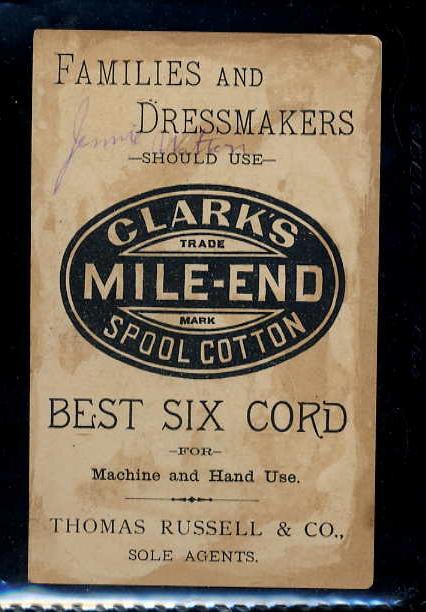 FAMILIES AND
DRESSMAKERS
Jennie
—SHOULD USE—
CLARK'S
TRADE
MILE-END
MARK
SPOOL COTTON
BEST SIX CORD
—FOR—
Machine and Hand Use.
THOMAS RUSSELL & CO.,
SOLE AGENTS.